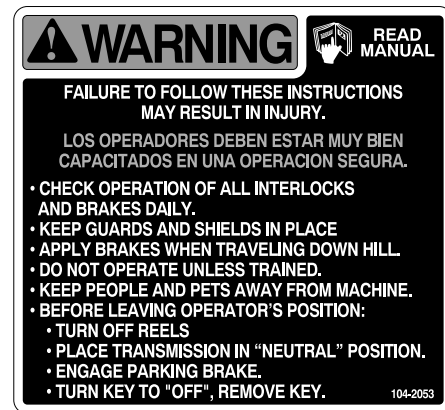 WARNING
READ
MANUAL
FAILURE TO FOLLOW THESE INSTRUCTIONS
MAY RESULT IN INJURY.
LOS OPERADORES DEBEN ESTAR MUY BIEN
CAPACITADOS EN UNA OPERACION SEGURA.
• CHECK OPERATION OF ALL INTERLOCKS
AND BRAKES DAILY.
• KEEP GUARDS AND SHIELDS IN PLACE
• APPLY BRAKES WHEN TRAVELING DOWN HILL.
• DO NOT OPERATE UNLESS TRAINED.
• KEEP PEOPLE AND PETS AWAY FROM MACHINE.
• BEFORE LEAVING OPERATOR'S POSITION:
• TURN OFF REELS
• PLACE TRANSMISSION IN “NEUTRAL” POSITION.
• ENGAGE PARKING BRAKE.
• TURN KEY TO "OFF", REMOVE KEY.
104-2053